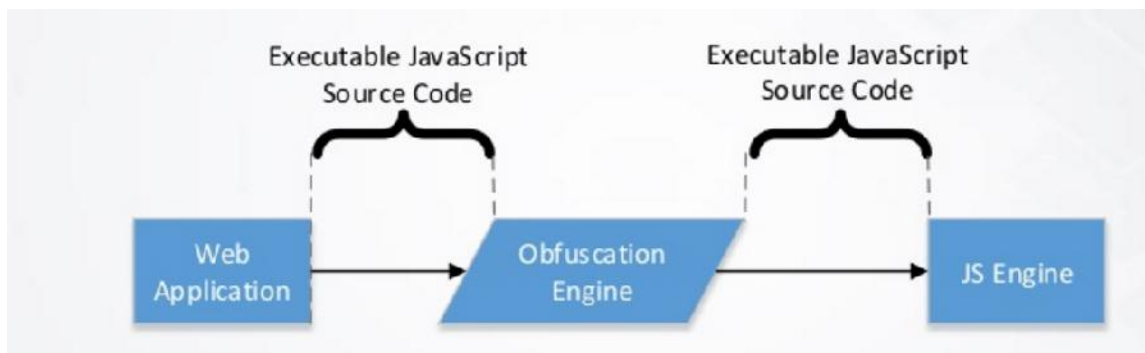 Executable JavaScript
Source Code
Executable JavaScript
Source Code
Web
Application
Obfuscation
Engine
JS Engine